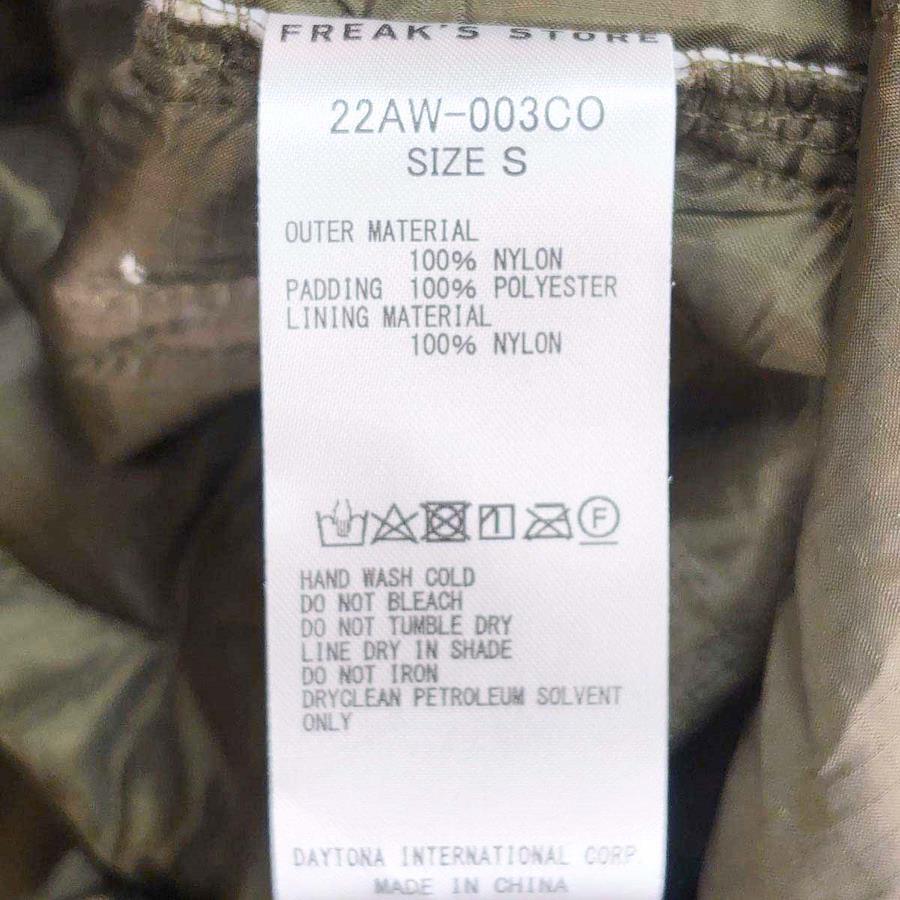 FREAK'S STORE
22AW-003CO
SIZE S
OUTER MATERIAL
100% NYLON
PADDING 100% POLYESTER
LINING MATERIAL
100% NYLON
F
HAND WASH COLD
DO NOT BLEACH
DO NOT TUMBLE DRY
LINE DRY IN SHADE
DO NOT IRON
DRYCLEAN PETROLEUM SOLVENT
ONLY
DAYTONA INTERNATIONAL CORP.
MADE IN CHINA